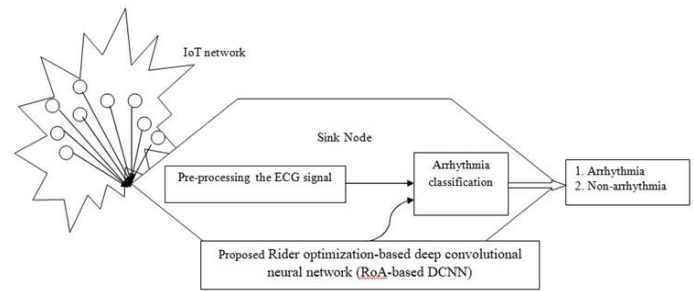 IoT network
Sink Node
Pre-processing the ECG signal
Arrhythmia
classification
1. Arrhythmia
2. Non-arrhythmia
Proposed Rider optimization-based deep convolutional
neural network (RoA-based DCNN)